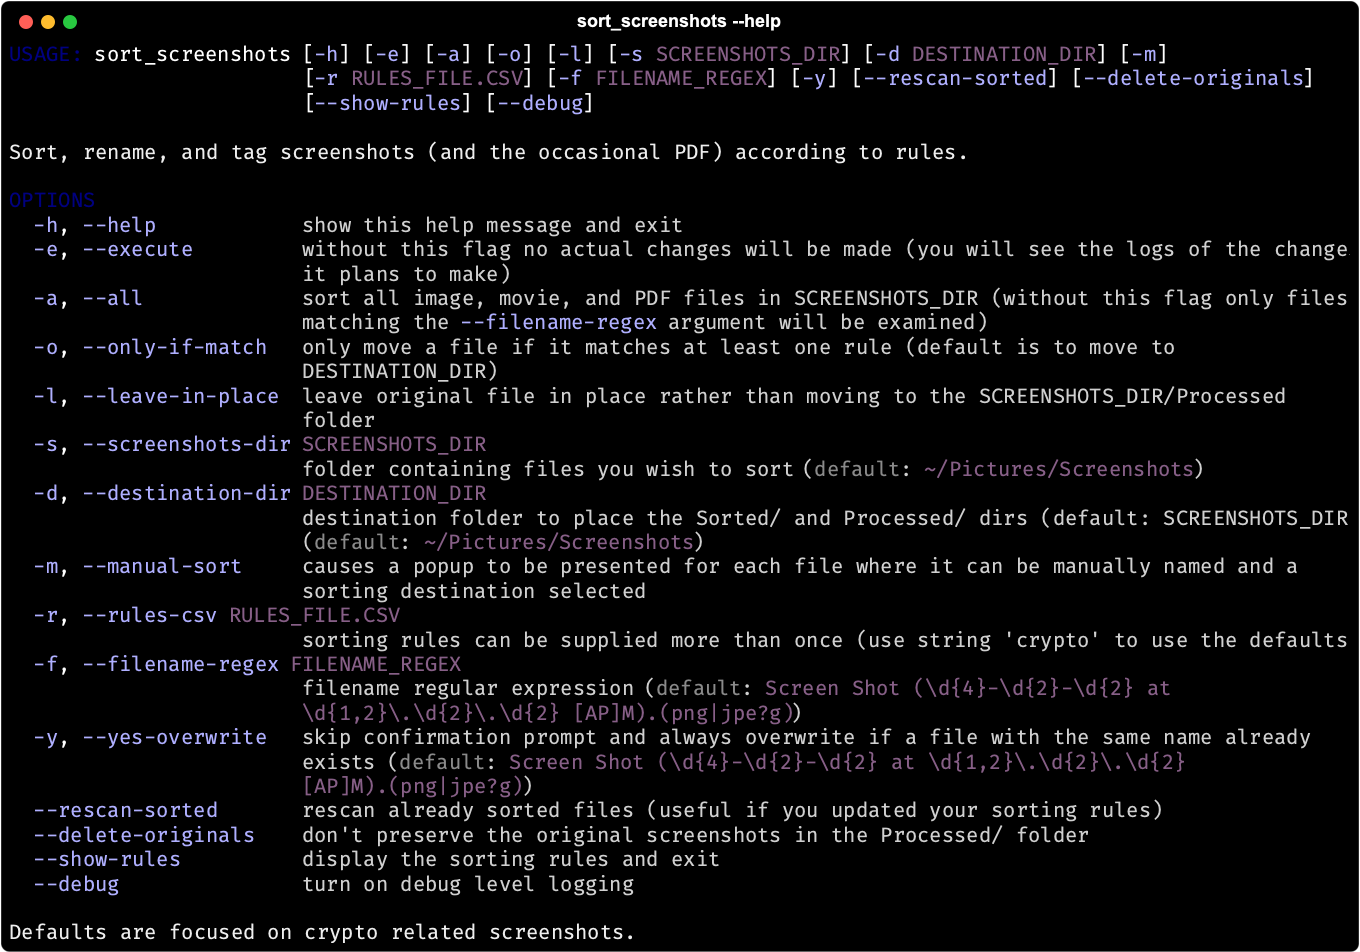 sort_screenshots --help
USAGE: sort_screenshots [-h] [-e] [-a] [-o] [-l] [-s SCREENSHOTS_DIR] [-d DESTINATION_DIR] [-m]
[-r RULES_FILE.CSV] [-f FILENAME_REGEX] [-y] [--rescan-sorted] [--delete-originals]
[--show-rules] [--debug]
Sort, rename, and tag screenshots (and the occasional PDF) according to rules.
OPTIONS
-h, --help show this help message and exit
-e, --execute without this flag no actual changes will be made (you will see the logs of the change
it plans to make)
-a, --all sort all image, movie, and PDF files in SCREENSHOTS_DIR (without this flag only files
matching the --filename-regex argument will be examined)
-o, --only-if-match only move a file if it matches at least one rule (default is to move to
DESTINATION_DIR)
-l, --leave-in-place leave original file in place rather than moving to the SCREENSHOTS_DIR/Processed
folder
-s, --screenshots-dir SCREENSHOTS_DIR
folder containing files you wish to sort (default: ~/Pictures/Screenshots)
-d, --destination-dir DESTINATION_DIR
destination folder to place the Sorted/ and Processed/ dirs (default: SCREENSHOTS_DIR
(default: ~/Pictures/Screenshots)
-m, --manual-sort causes a popup to be presented for each file where it can be manually named and a
sorting destination selected
-r, --rules-csv RULES_FILE.CSV
sorting rules can be supplied more than once (use string 'crypto' to use the defaults
-f, --filename-regex FILENAME_REGEX
filename regular expression (default: Screen Shot (\d{4}-\d{2}-\d{2} at
\d{1,2}\.\d{2}\.\d{2} [AP]M).(png|jpe?g))
-y, --yes-overwrite skip confirmation prompt and always overwrite if a file with the same name already
exists (default: Screen Shot (\d{4}-\d{2}-\d{2} at \d{1,2}\.\d{2}\.\d{2}
[AP]M).(png|jpe?g))
--rescan-sorted rescan already sorted files (useful if you updated your sorting rules)
--delete-originals don't preserve the original screenshots in the Processed/ folder
--show-rules display the sorting rules and exit
--debug turn on debug level logging
Defaults are focused on crypto related screenshots.